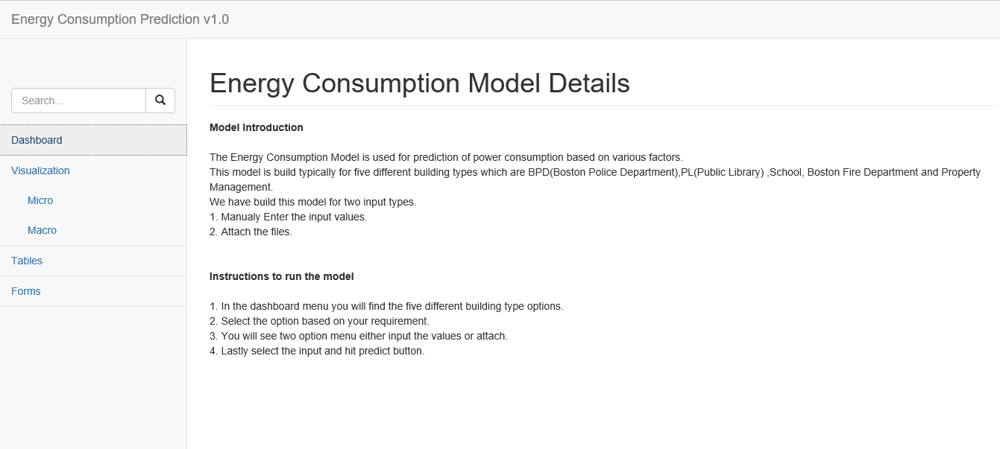 Energy Consumption Prediction v1.0
Search...
Dashboard
Visualization
Micro
Macro
Tables
Forms
Energy Consumption Model Details
Model Introduction
The Energy Consumption Model is used for prediction of power consumption based on various factors.
This model is build typically for five different building types which are BPD(Boston Police Department),PL(Public Library) ,School, Boston Fire Department and Property
Management.
We have build this model for two input types.
1. Manualy Enter the input values.
2. Attach the files.
Instructions to run the model
1. In the dashboard menu you will find the five different building type options.
2. Select the option based on your requirement.
3. You will see two option menu either input the values or attach.
4. Lastly select the input and hit predict button.